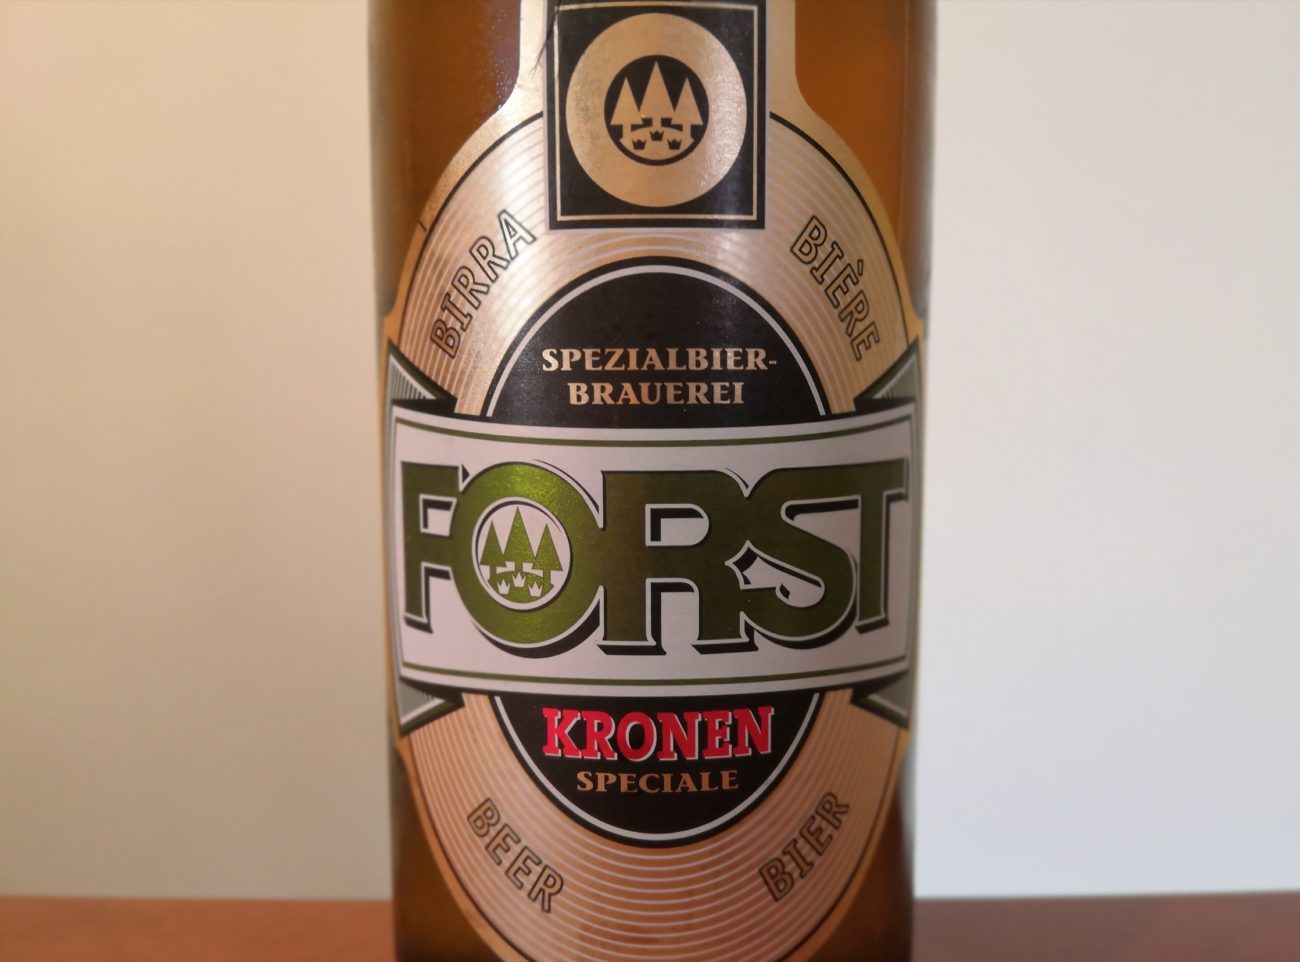 BIRRA
BIÈRE
SPEZIALBIER-
BRAUEREI
FORST
KRONEN
SPECIALE
BEER
BIER